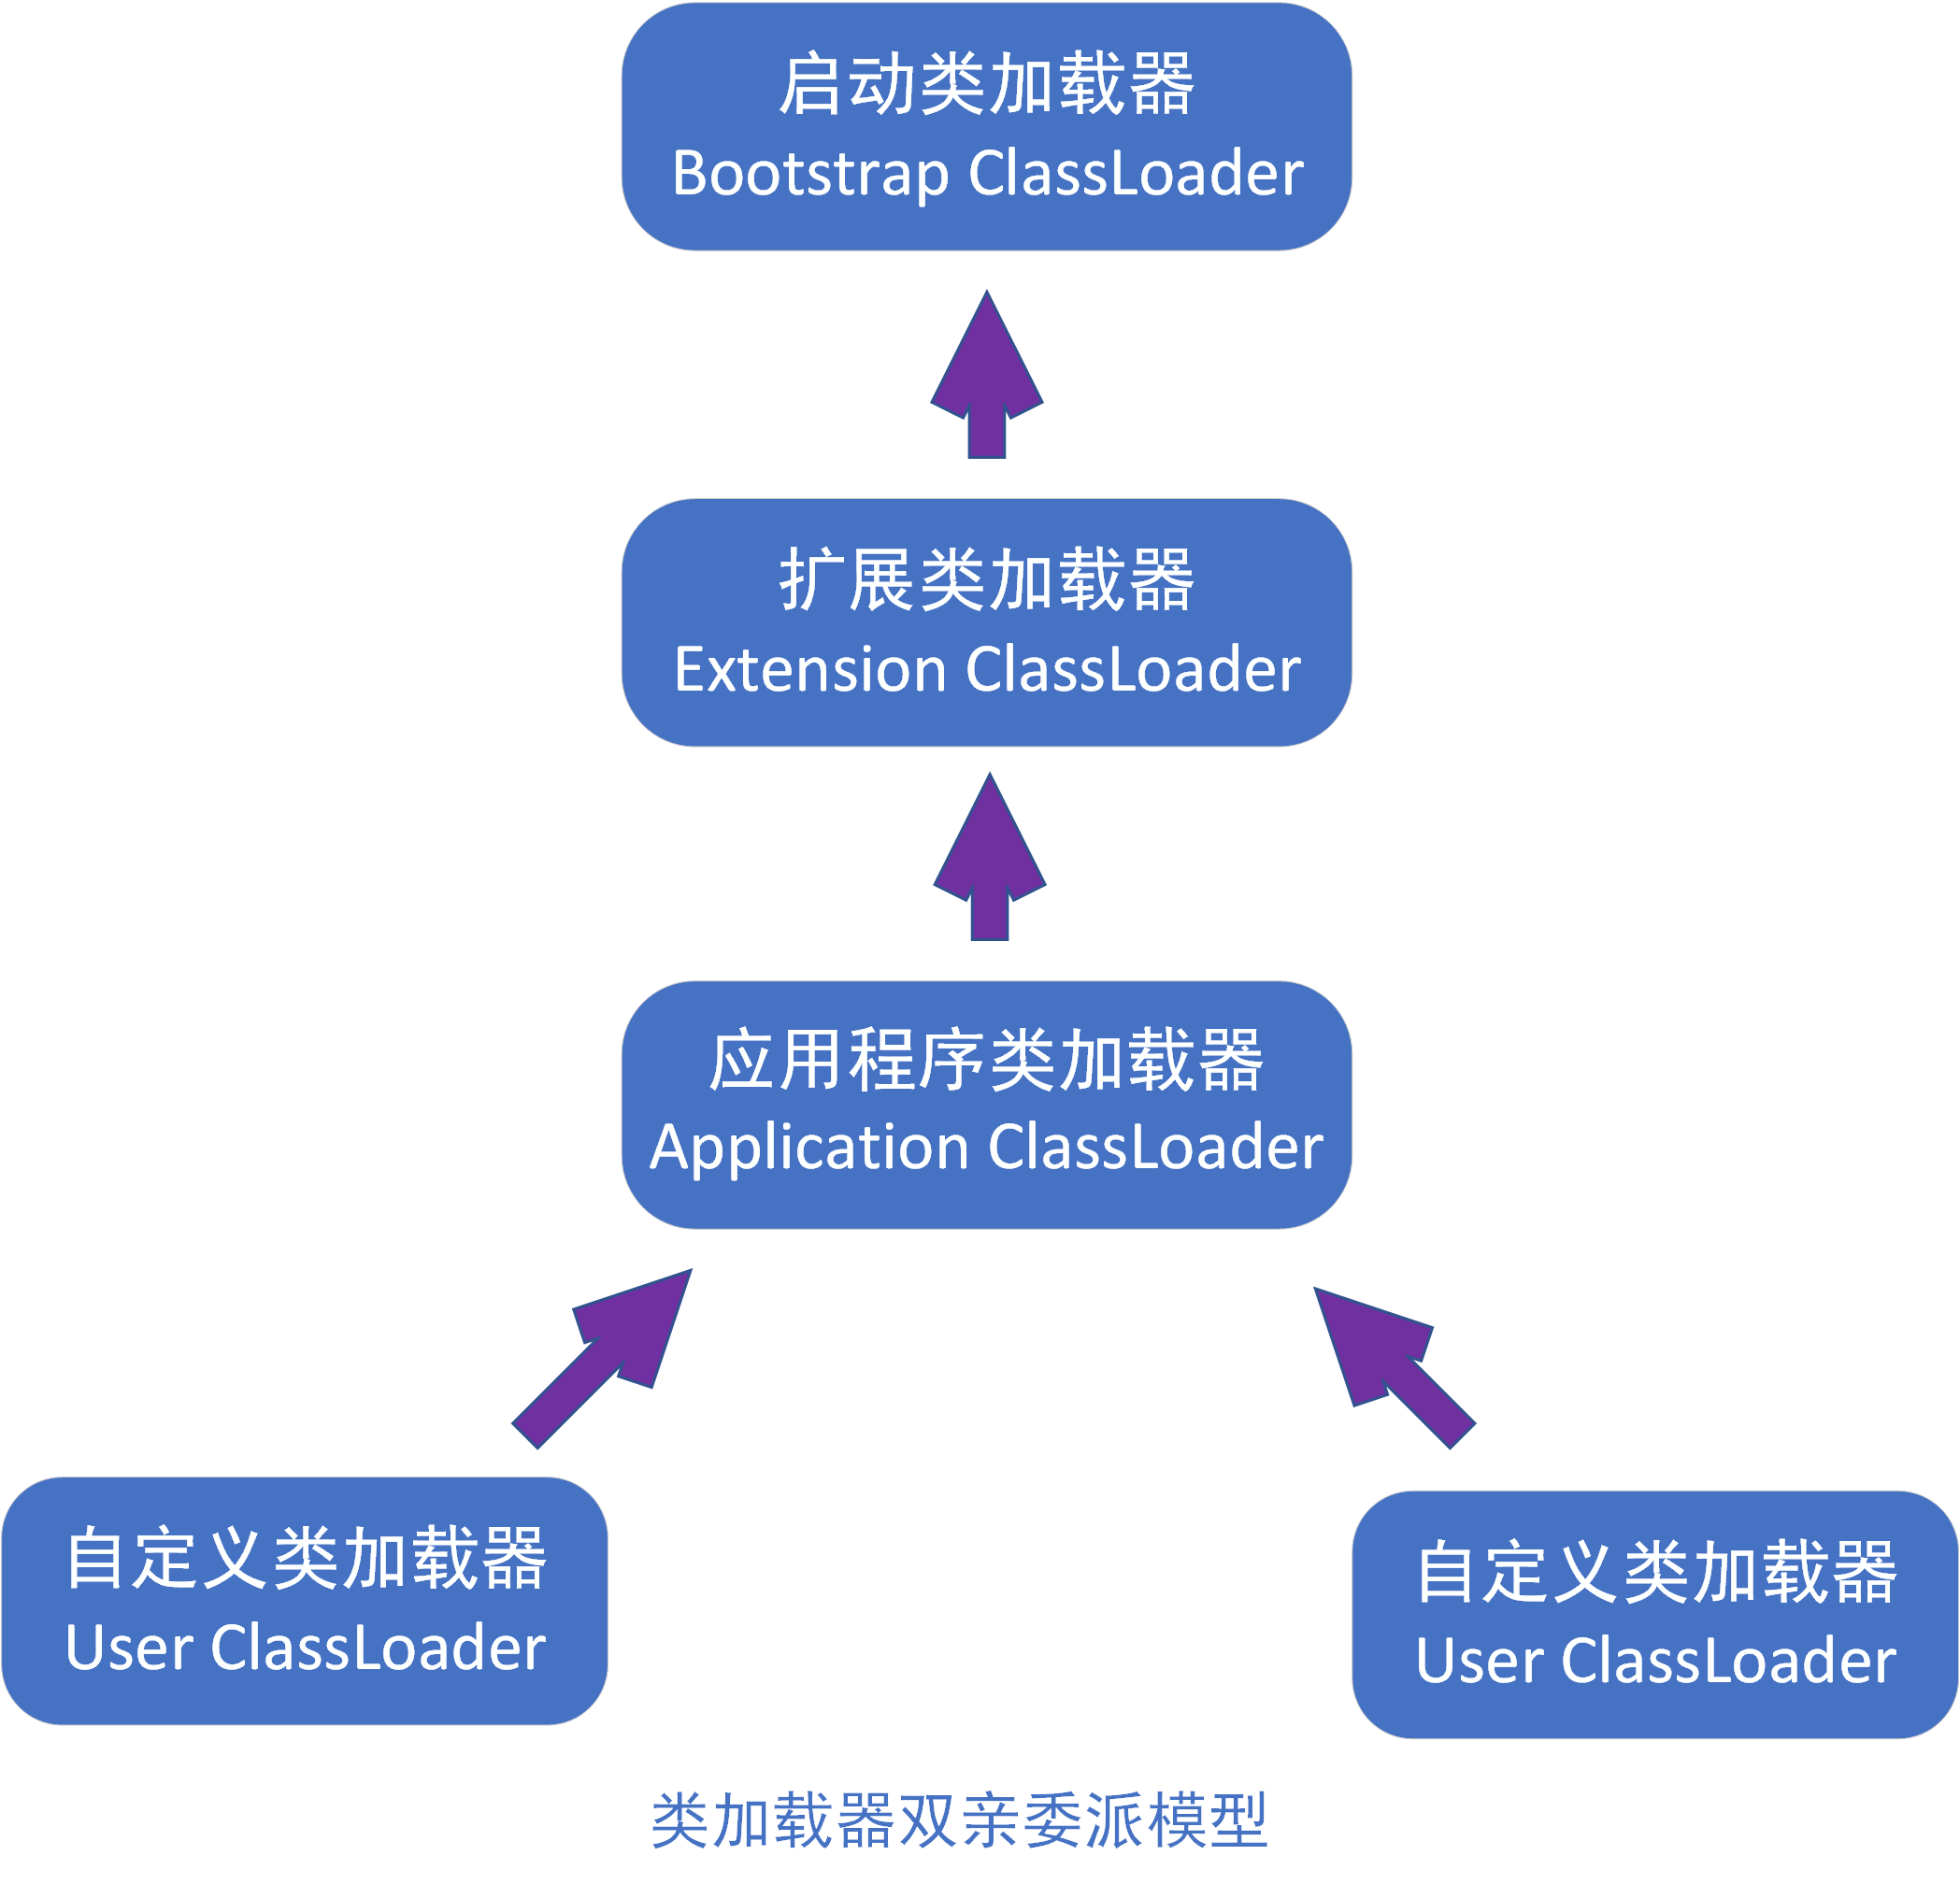 启动类加载器
Bootstrap ClassLoader
扩展类加载器
Extension ClassLoader
应用程序类加载器
Application ClassLoader
自定义类加载器
User ClassLoader
自定义类加载器
User ClassLoader
类加载器双亲委派模型